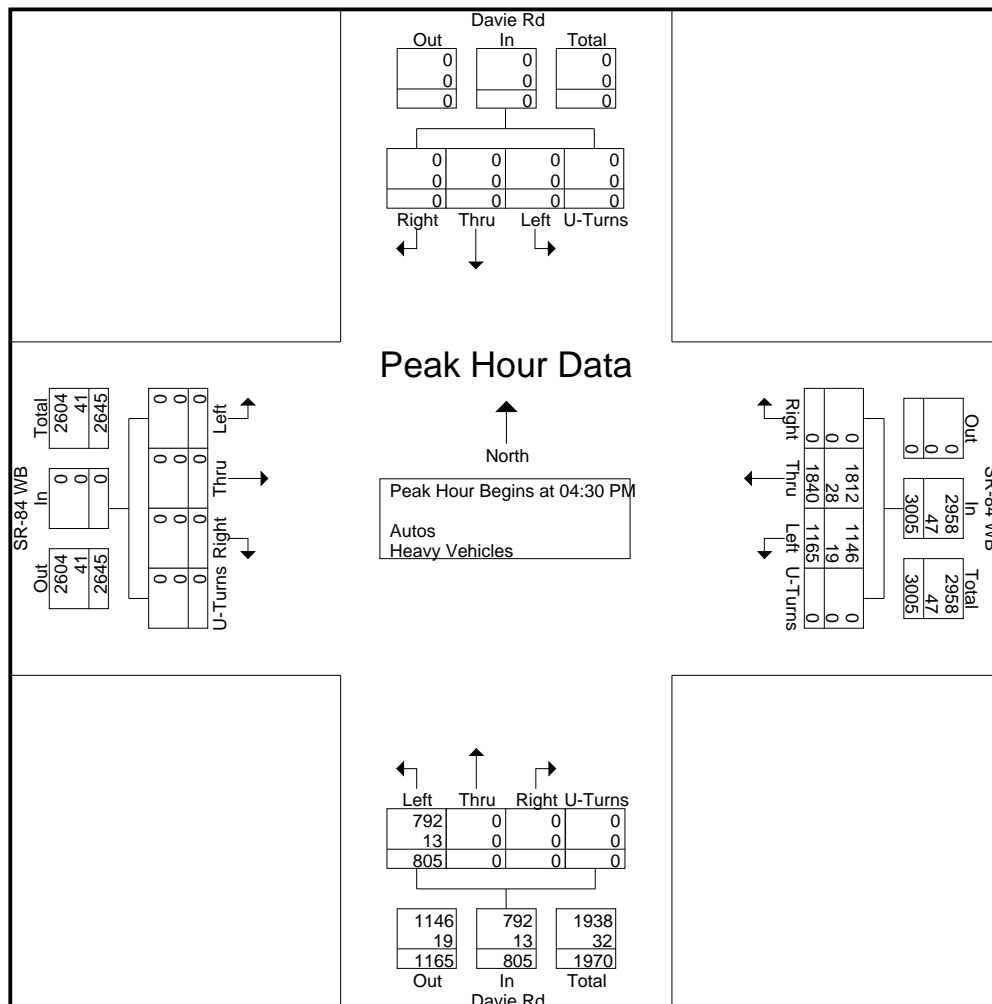 Davie Rd
Out In Total
0 0 0
0 0 0
0 0 0
0 0 0 0
0 0 0 0
0 0 0 0
Right Thru Left U-Turns
Peak Hour Data
North
Peak Hour Begins at 04:30 PM
Autos
Heavy Vehicles
SR-84 WB
Total In Out
2604 0 2604
41 0 41
2645 0 2645
Left Thru Right U-Turns
0 0 0 0
0 0 0 0
0 0 0 0
SR-84 WB
Out In Total
0 2958 2958
0 47 47
0 3005 3005
Right Thru Left U-Turns
0 1812 1146 0
0 28 19 0
0 1840 1165 0
Left Thru Right U-Turns
792 0 0 0
13 0 0 0
805 0 0 0
1146 792 1938
19 13 32
1165 805 1970
Out In Total
Davie Rd